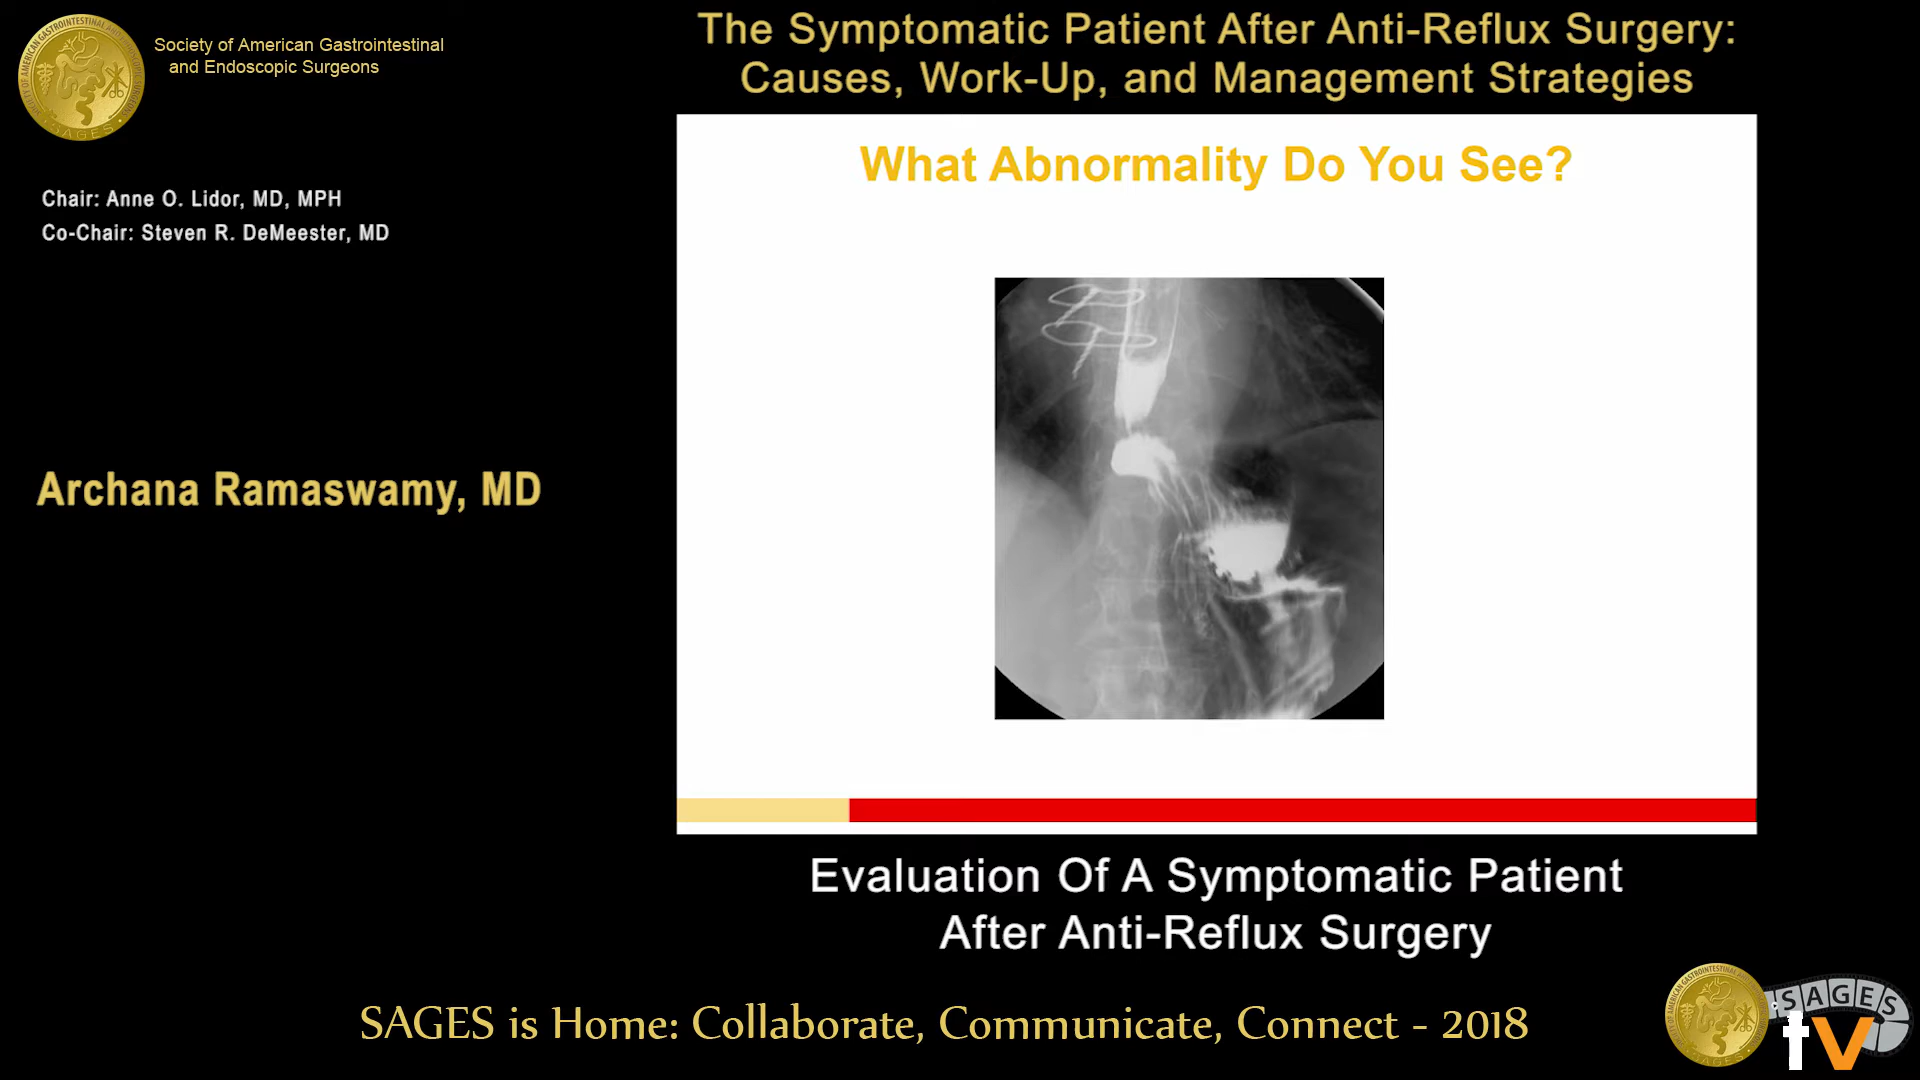 Society of American Gastrointestinal
and Endoscopic Surgeons
The Symptomatic Patient After Anti-Reflux Surgery:
Causes, Work-Up, and Management Strategies
Chair: Anne O. Lidor, MD, MPH
Co-Chair: Steven R. DeMeester, MD
Archana Ramaswamy, MD
What Abnormality Do You See?
Evaluation Of A Symptomatic Patient
After Anti-Reflux Surgery
SAGES is Home: Collaborate, Communicate, Connect - 2018
SAGES
tv